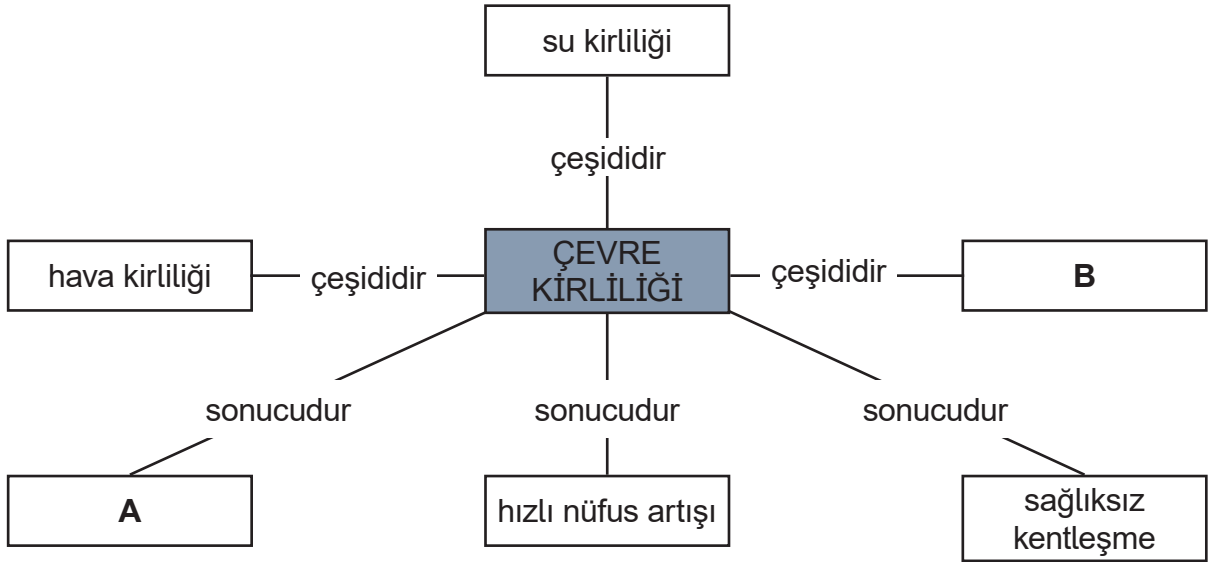 su kirliliği
çeşididir
hava kirliliği
çeşididir
ÇEVRE
KİRLİLİĞİ
çeşididir
B
sonucudur
sonucudur
sonucudur
A
hızlı nüfus artışı
sağlıksız
kentleşme